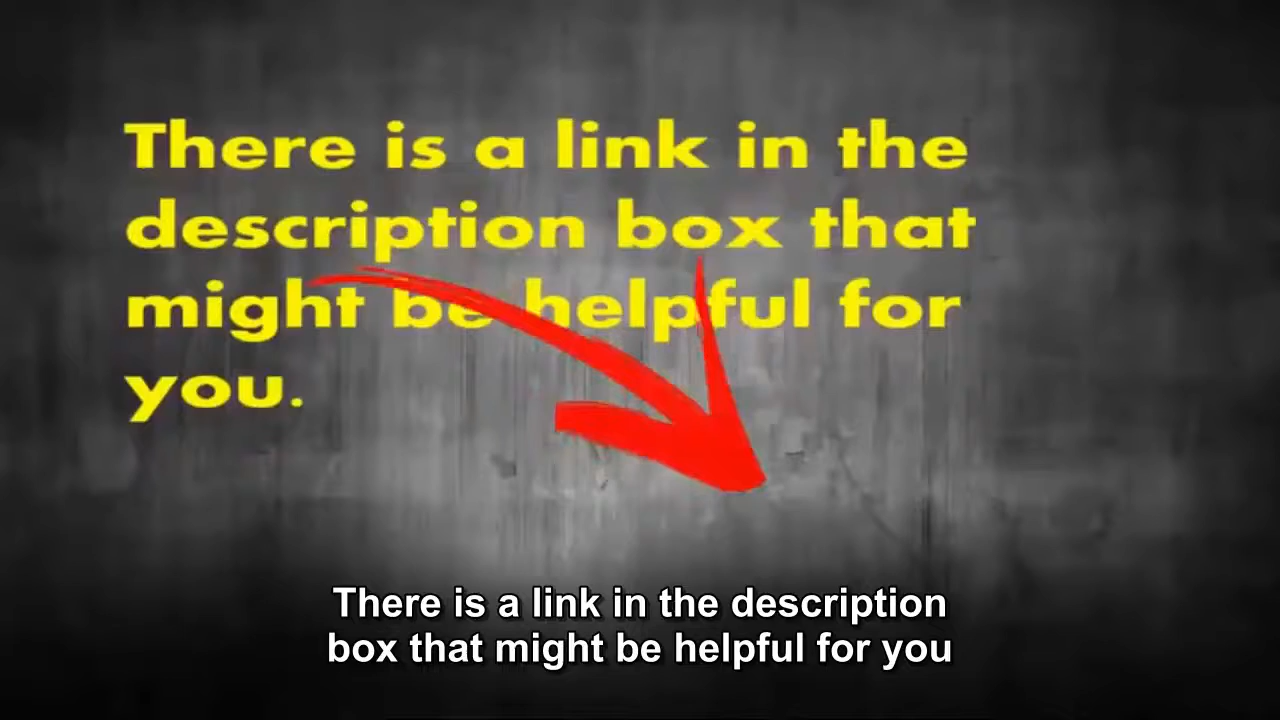 There is a link in the
description box that
might be helpful for
you.
There is a link in the description
box that might be helpful for you